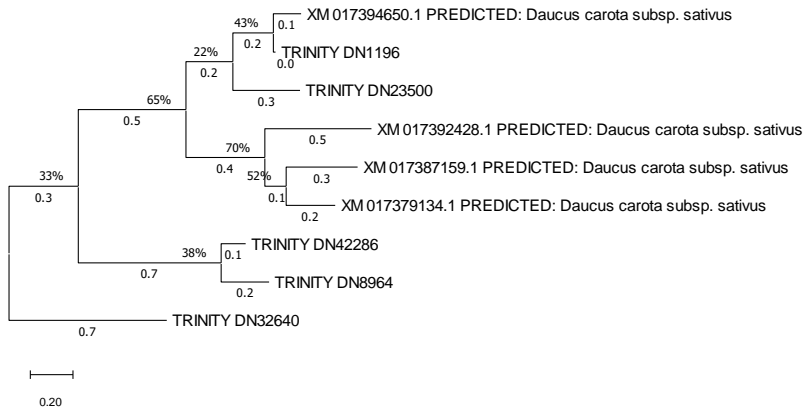 43%
XM 017394650.1 PREDICTED: Daucus carota subsp. sativus
0.1
22%
0.2
TRINITY DN1196
0.0
0.2
65%
0.3
TRINITY DN23500
0.5
XM 017392428.1 PREDICTED: Daucus carota subsp. sativus
0.5
70%
0.4
52%
XM 017387159.1 PREDICTED: Daucus carota subsp. sativus
0.3
33%
0.3
0.1
XM 017379134.1 PREDICTED: Daucus carota subsp. sativus
0.2
TRINITY DN42286
38%
0.1
0.7
TRINITY DN8964
0.2
TRINITY DN32640
0.7
0.20